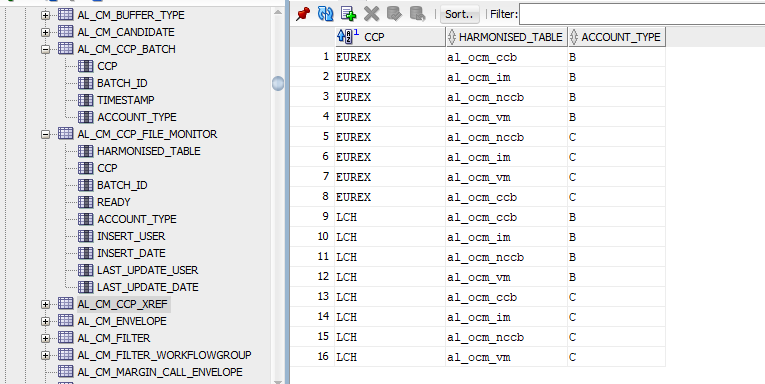 AL_CM_BUFFER_TYPE
AL_CM_CANDIDATE
AL_CM_CCP_BATCH
CCP
BATCH_ID
TIMESTAMP
ACCOUNT_TYPE
AL_CM_CCP_FILE_MONITOR
HARMONISED_TABLE
CCP
BATCH_ID
READY
ACCOUNT_TYPE
INSERT_USER
INSERT_DATE
LAST_UPDATE_USER
LAST_UPDATE_DATE
AL_CM_CCP_XREF
AL_CM_ENVELOPE
AL_CM_FILTER
AL_CM_FILTER_WORKFLOWGROUP
AL_CM_MARGIN_CALL_ENVELOPE
Sort.. Filter:
1 CCP HARMONISED_TABLE ACCOUNT_TYPE
1 EUREX al_ocm_ccb B
2 EUREX al_ocm_im B
3 EUREX al_ocm_nccb B
4 EUREX al_ocm_vm B
5 EUREX al_ocm_nccb C
6 EUREX al_ocm_im C
7 EUREX al_ocm_vm C
8 EUREX al_ocm_ccb C
9 LCH al_ocm_ccb B
10 LCH al_ocm_im B
11 LCH al_ocm_nccb B
12 LCH al_ocm_vm B
13 LCH al_ocm_ccb C
14 LCH al_ocm_im C
15 LCH al_ocm_nccb C
16 LCH al_ocm_vm C